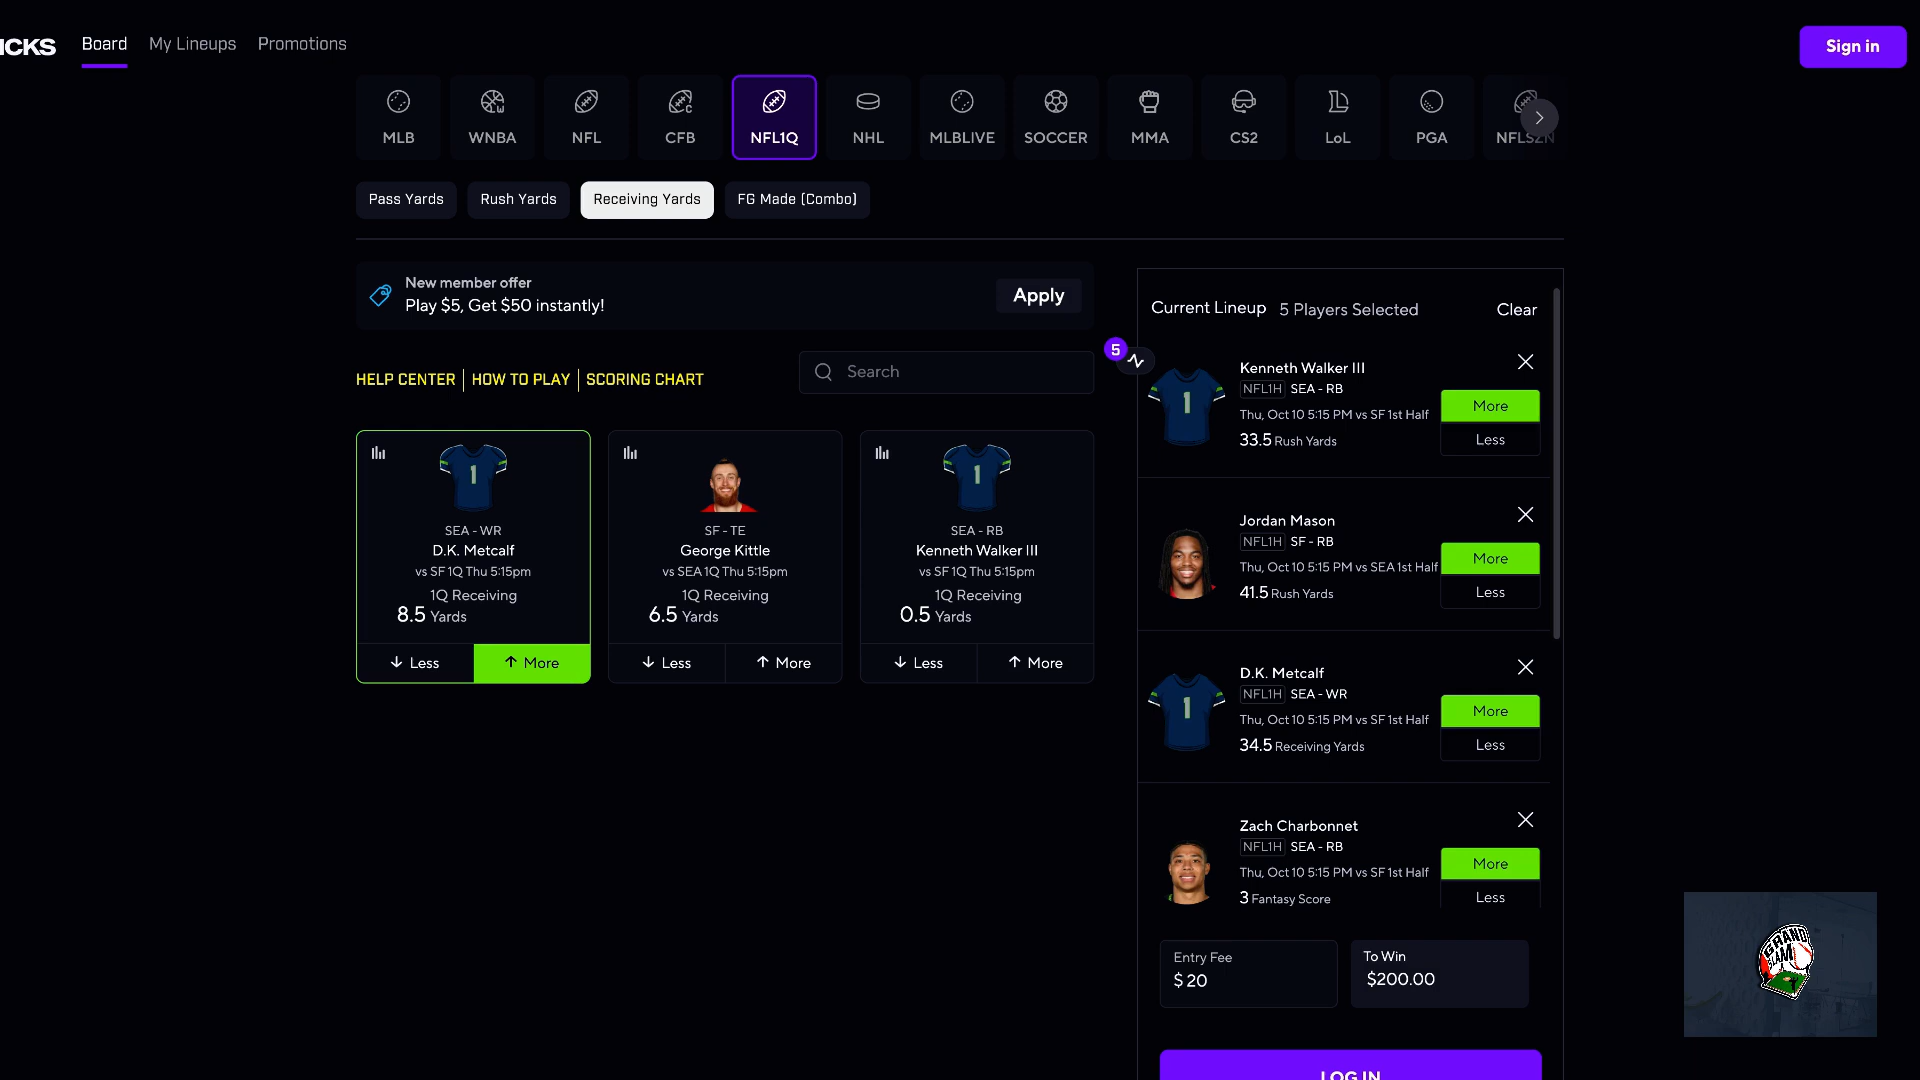 ICKS
Board
My Lineups
Promotions
Sign in
MLB
WNBA
NFL
CFB
NFL1Q
NHL
MLBLIVE
SOCCER
MMA
CS2
LoL
PGA
NFLSZN
Pass Yards
Rush Yards
Receiving Yards
FG Made (Combo)
New member offer
Play $5, Get $50 instantly!
Apply
HELP CENTER
HOW TO PLAY
SCORING CHART
Search
1
SEA - WR
D.K. Metcalf
vs SF 1Q Thu 5:15pm
8.5 1Q Receiving Yards
Less
More
SF - TE
George Kittle
vs SEA 1Q Thu 5:15pm
6.5 1Q Receiving Yards
Less
More
1
SEA - RB
Kenneth Walker III
vs SF 1Q Thu 5:15pm
0.5 1Q Receiving Yards
Less
More
Current Lineup 5 Players Selected
Clear
5
1
Kenneth Walker III
NFL1H SEA - RB
Thu, Oct 10 5:15 PM vs SF 1st Half
33.5 Rush Yards
More
Less
Jordan Mason
NFL1H SF - RB
Thu, Oct 10 5:15 PM vs SEA 1st Half
41.5 Rush Yards
More
Less
1
D.K. Metcalf
NFL1H SEA - WR
Thu, Oct 10 5:15 PM vs SF 1st Half
34.5 Receiving Yards
More
Less
Zach Charbonnet
NFL1H SEA - RB
Thu, Oct 10 5:15 PM vs SF 1st Half
3 Fantasy Score
More
Less
Entry Fee
$ 20
To Win
$200.00
LOG IN
GRAND
SLAM